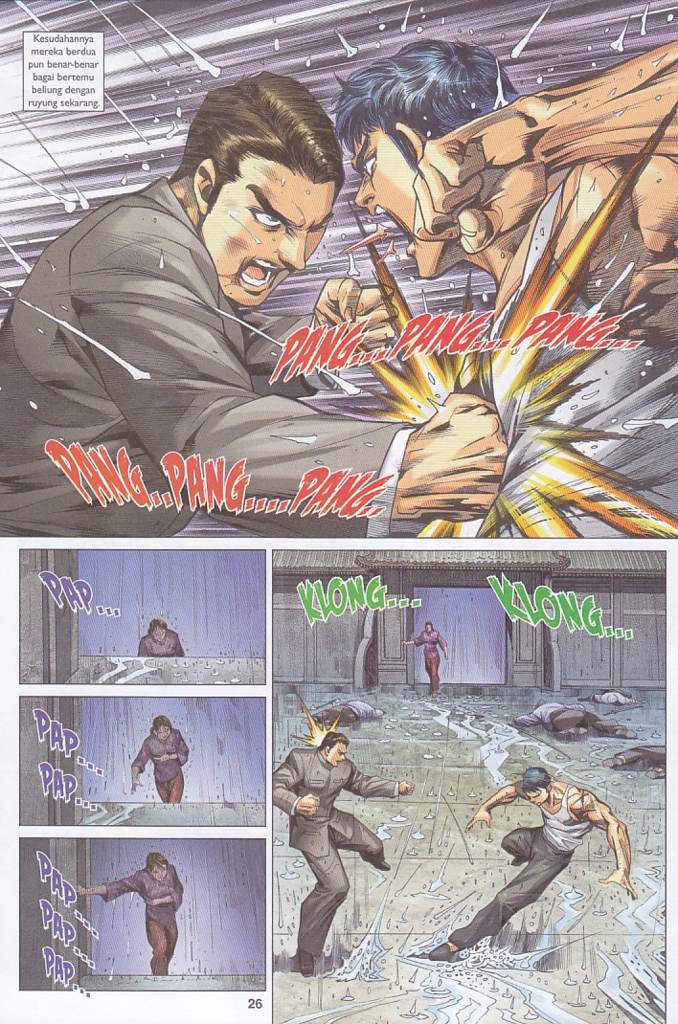 Kesudahannya
mereka berdua
pun benar-benar
bagai bertemu
beliung dengan
ruyung sekarang.
PANG...PANG...PANG...
PANG..PANG....PANG..
PAP...
PAP...
PAP...
PAP...
PAP...
PAP...
KLONG... KLONG...
26